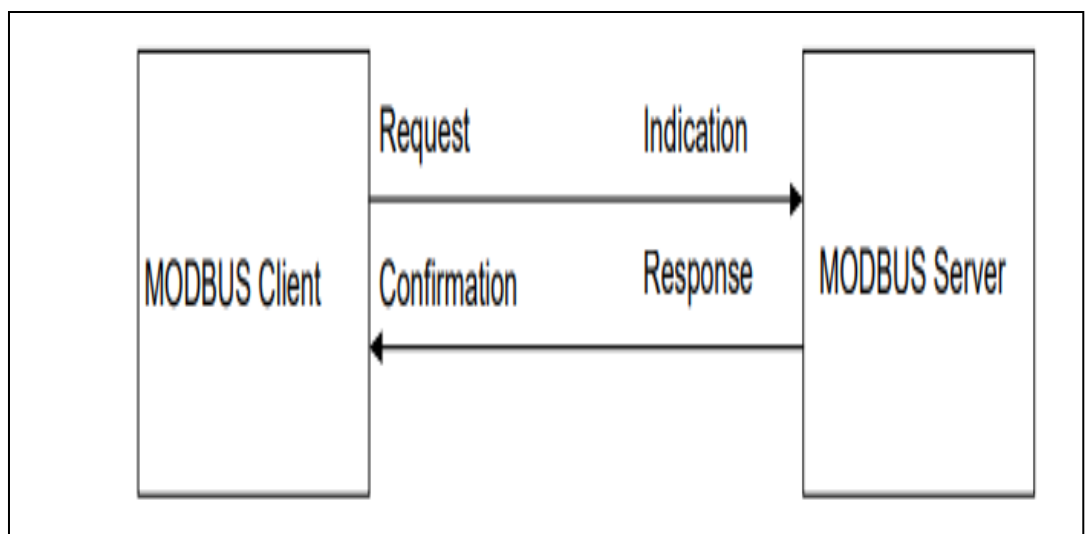 Request Indication
MODBUS Client Confirmation Response MODBUS Server